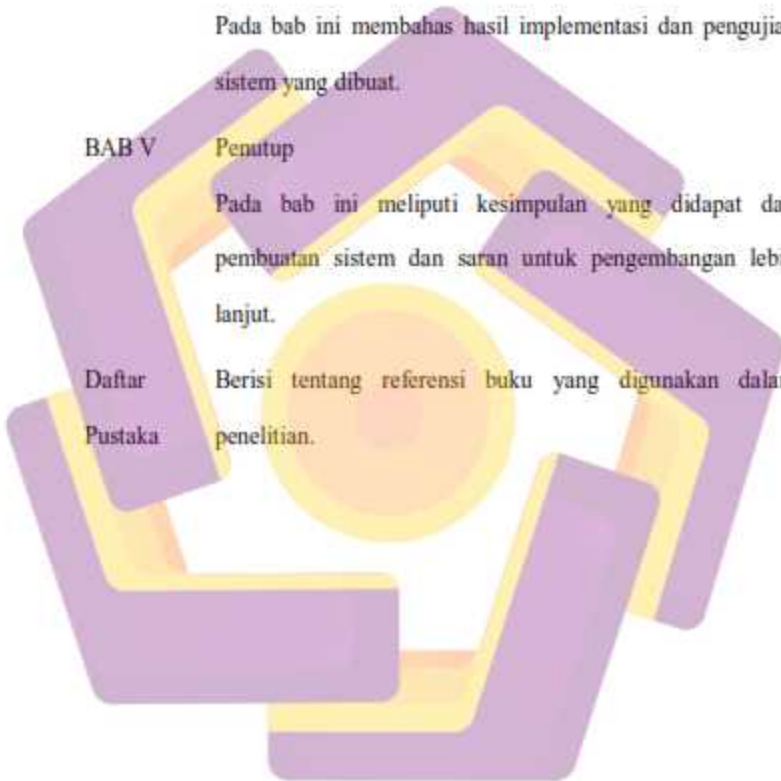 Pada bab ini membahas hasil implementasi dan pengujia
sistem yang dibuat.
BAB V Penutup
Pada bab ini meliputi kesimpulan yang didapat da
pembuatan sistem dan saran untuk pengembangan lebi
lanjut.
Daftar Berisi tentang referensi buku yang digunakan dala
Pustaka penelitian.